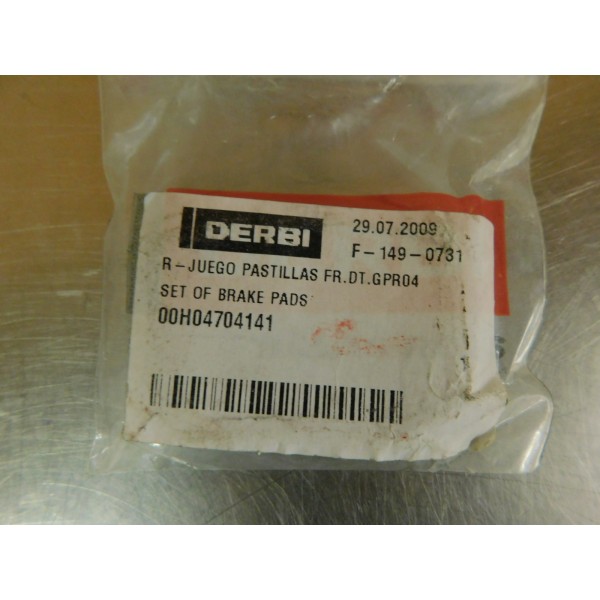 DERBI
29.07.2009
F-149-0731
R-JUEGO PASTILLAS FR.DT.GPR04
SET OF BRAKE PADS
00H04704141